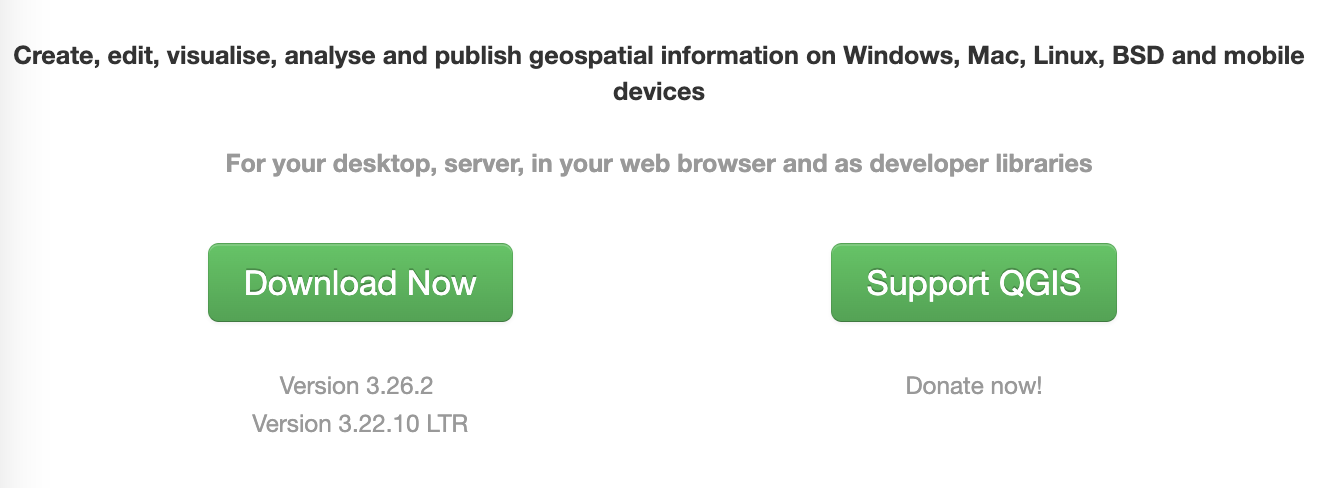 Create, edit, visualise, analyse and publish geospatial information on Windows, Mac, Linux, BSD and mobile
devices
For your desktop, server, in your web browser and as developer libraries
Download Now
Support QGIS
Version 3.26.2
Donate now!
Version 3.22.10 LTR